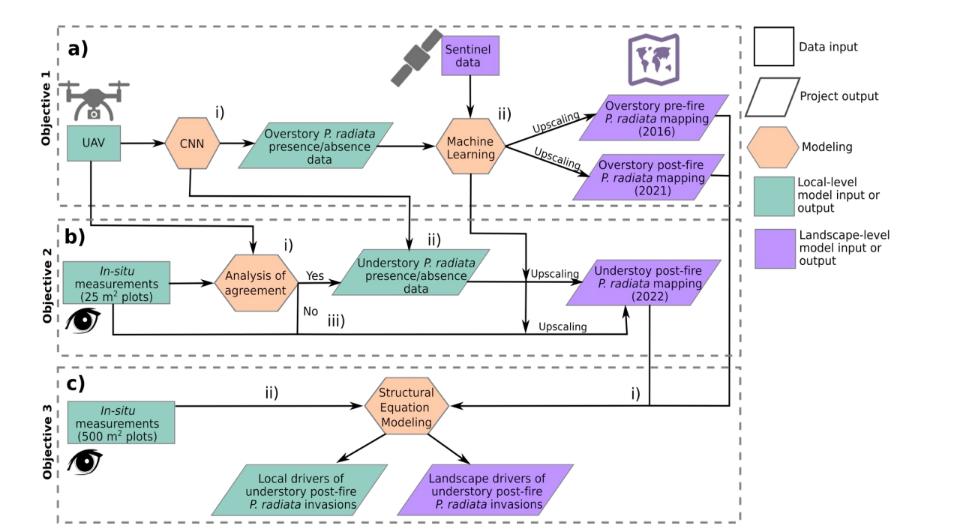 Objective 1
a)
UAV
i)
CNN
Overstory P. radiata
presence/absence
data
Sentinel
data
ii)
Machine
Learning
Upscaling
Upscaling
Overstory pre-fire
P. radiata mapping
(2016)
Overstory post-fire
P. radiata mapping
(2021)
Objective 2
b)
In-situ
measurements
(25 m² plots)
i)
Analysis of
agreement
Yes
No
ii)
Understory P. radiata
presence/absence
data
iii)
Upscaling
Upscaling
Understoy post-fire
P. radiata mapping
(2022)
Objective 3
c)
In-situ
measurements
(500 m² plots)
ii)
Structural
Equation
Modeling
i)
Local drivers of
understory post-fire
P. radiata invasions
Landscape drivers of
understory post-fire
P. radiata invasions
Data input
Project output
Modeling
Local-level
model input or
output
Landscape-level
model input or
output